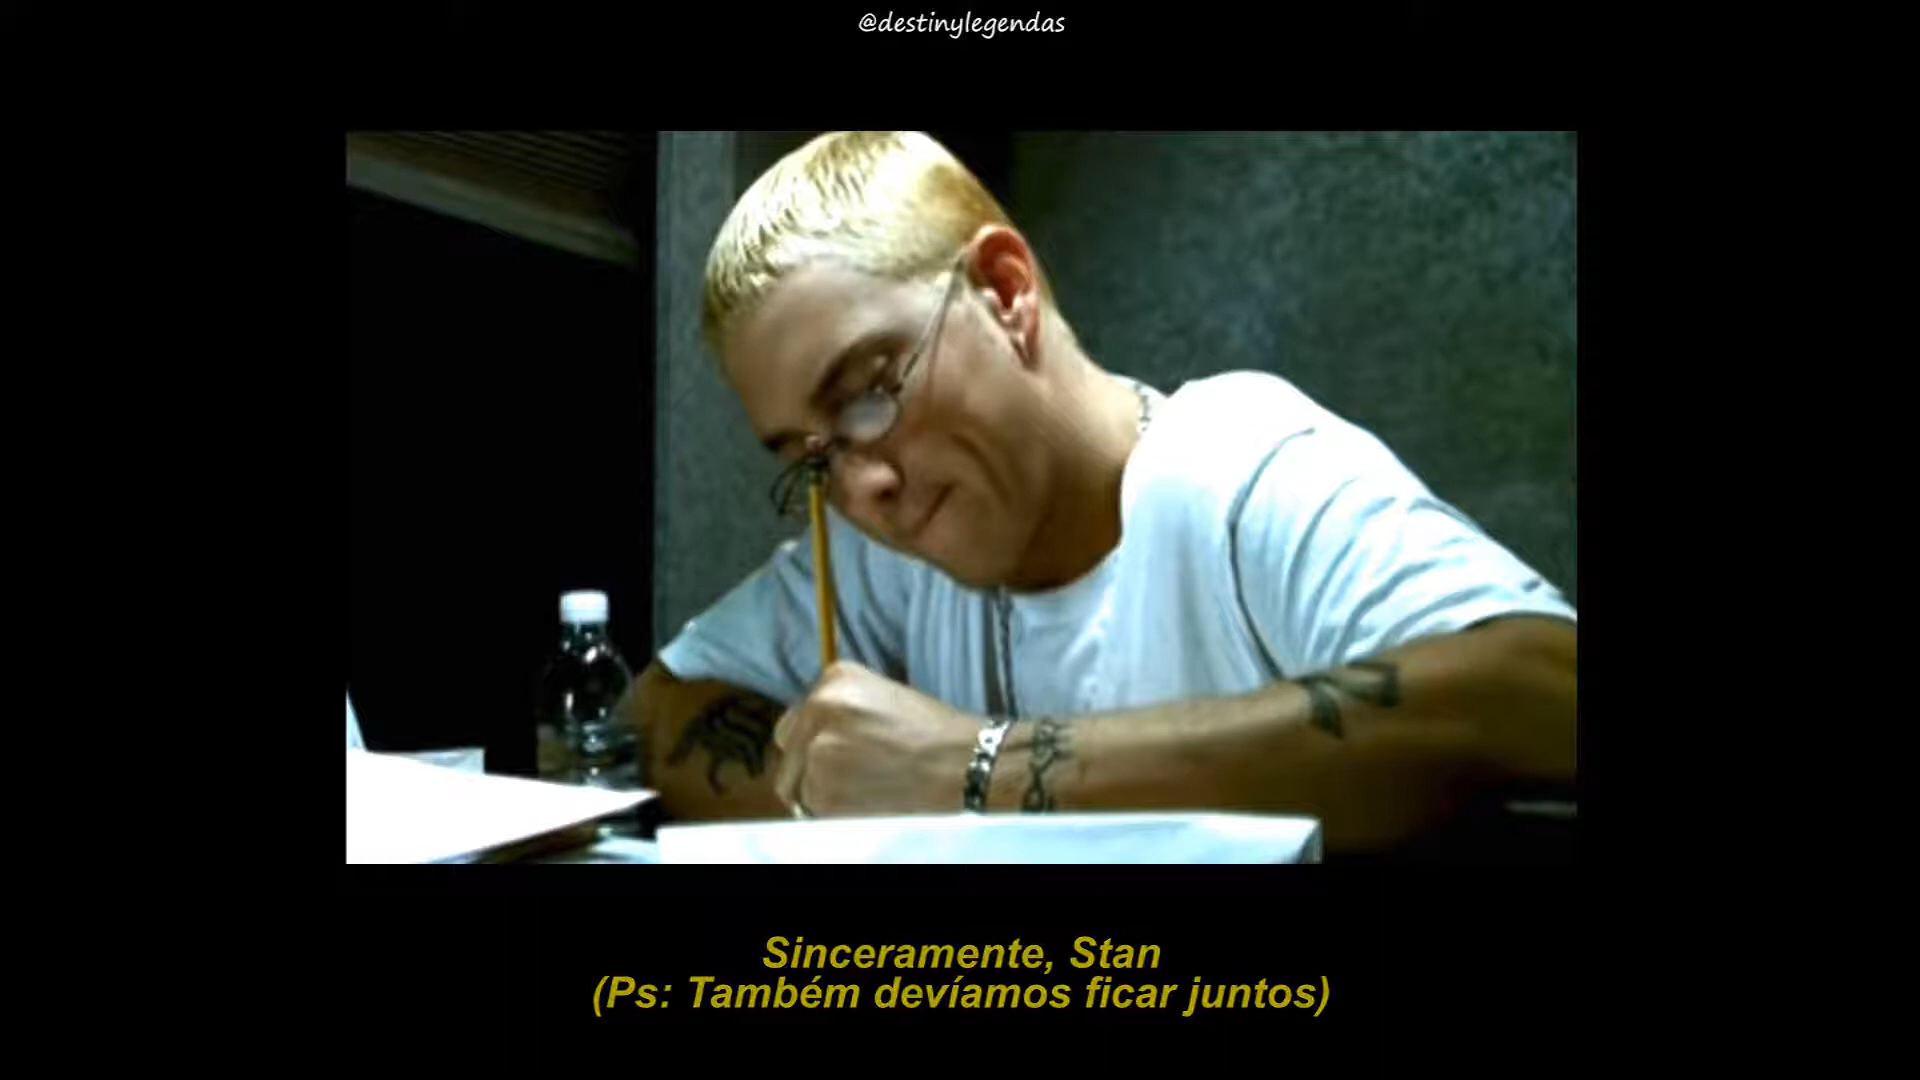 @destinylegendas
Sinceramente, Stan
(Ps: Também devíamos ficar juntos)